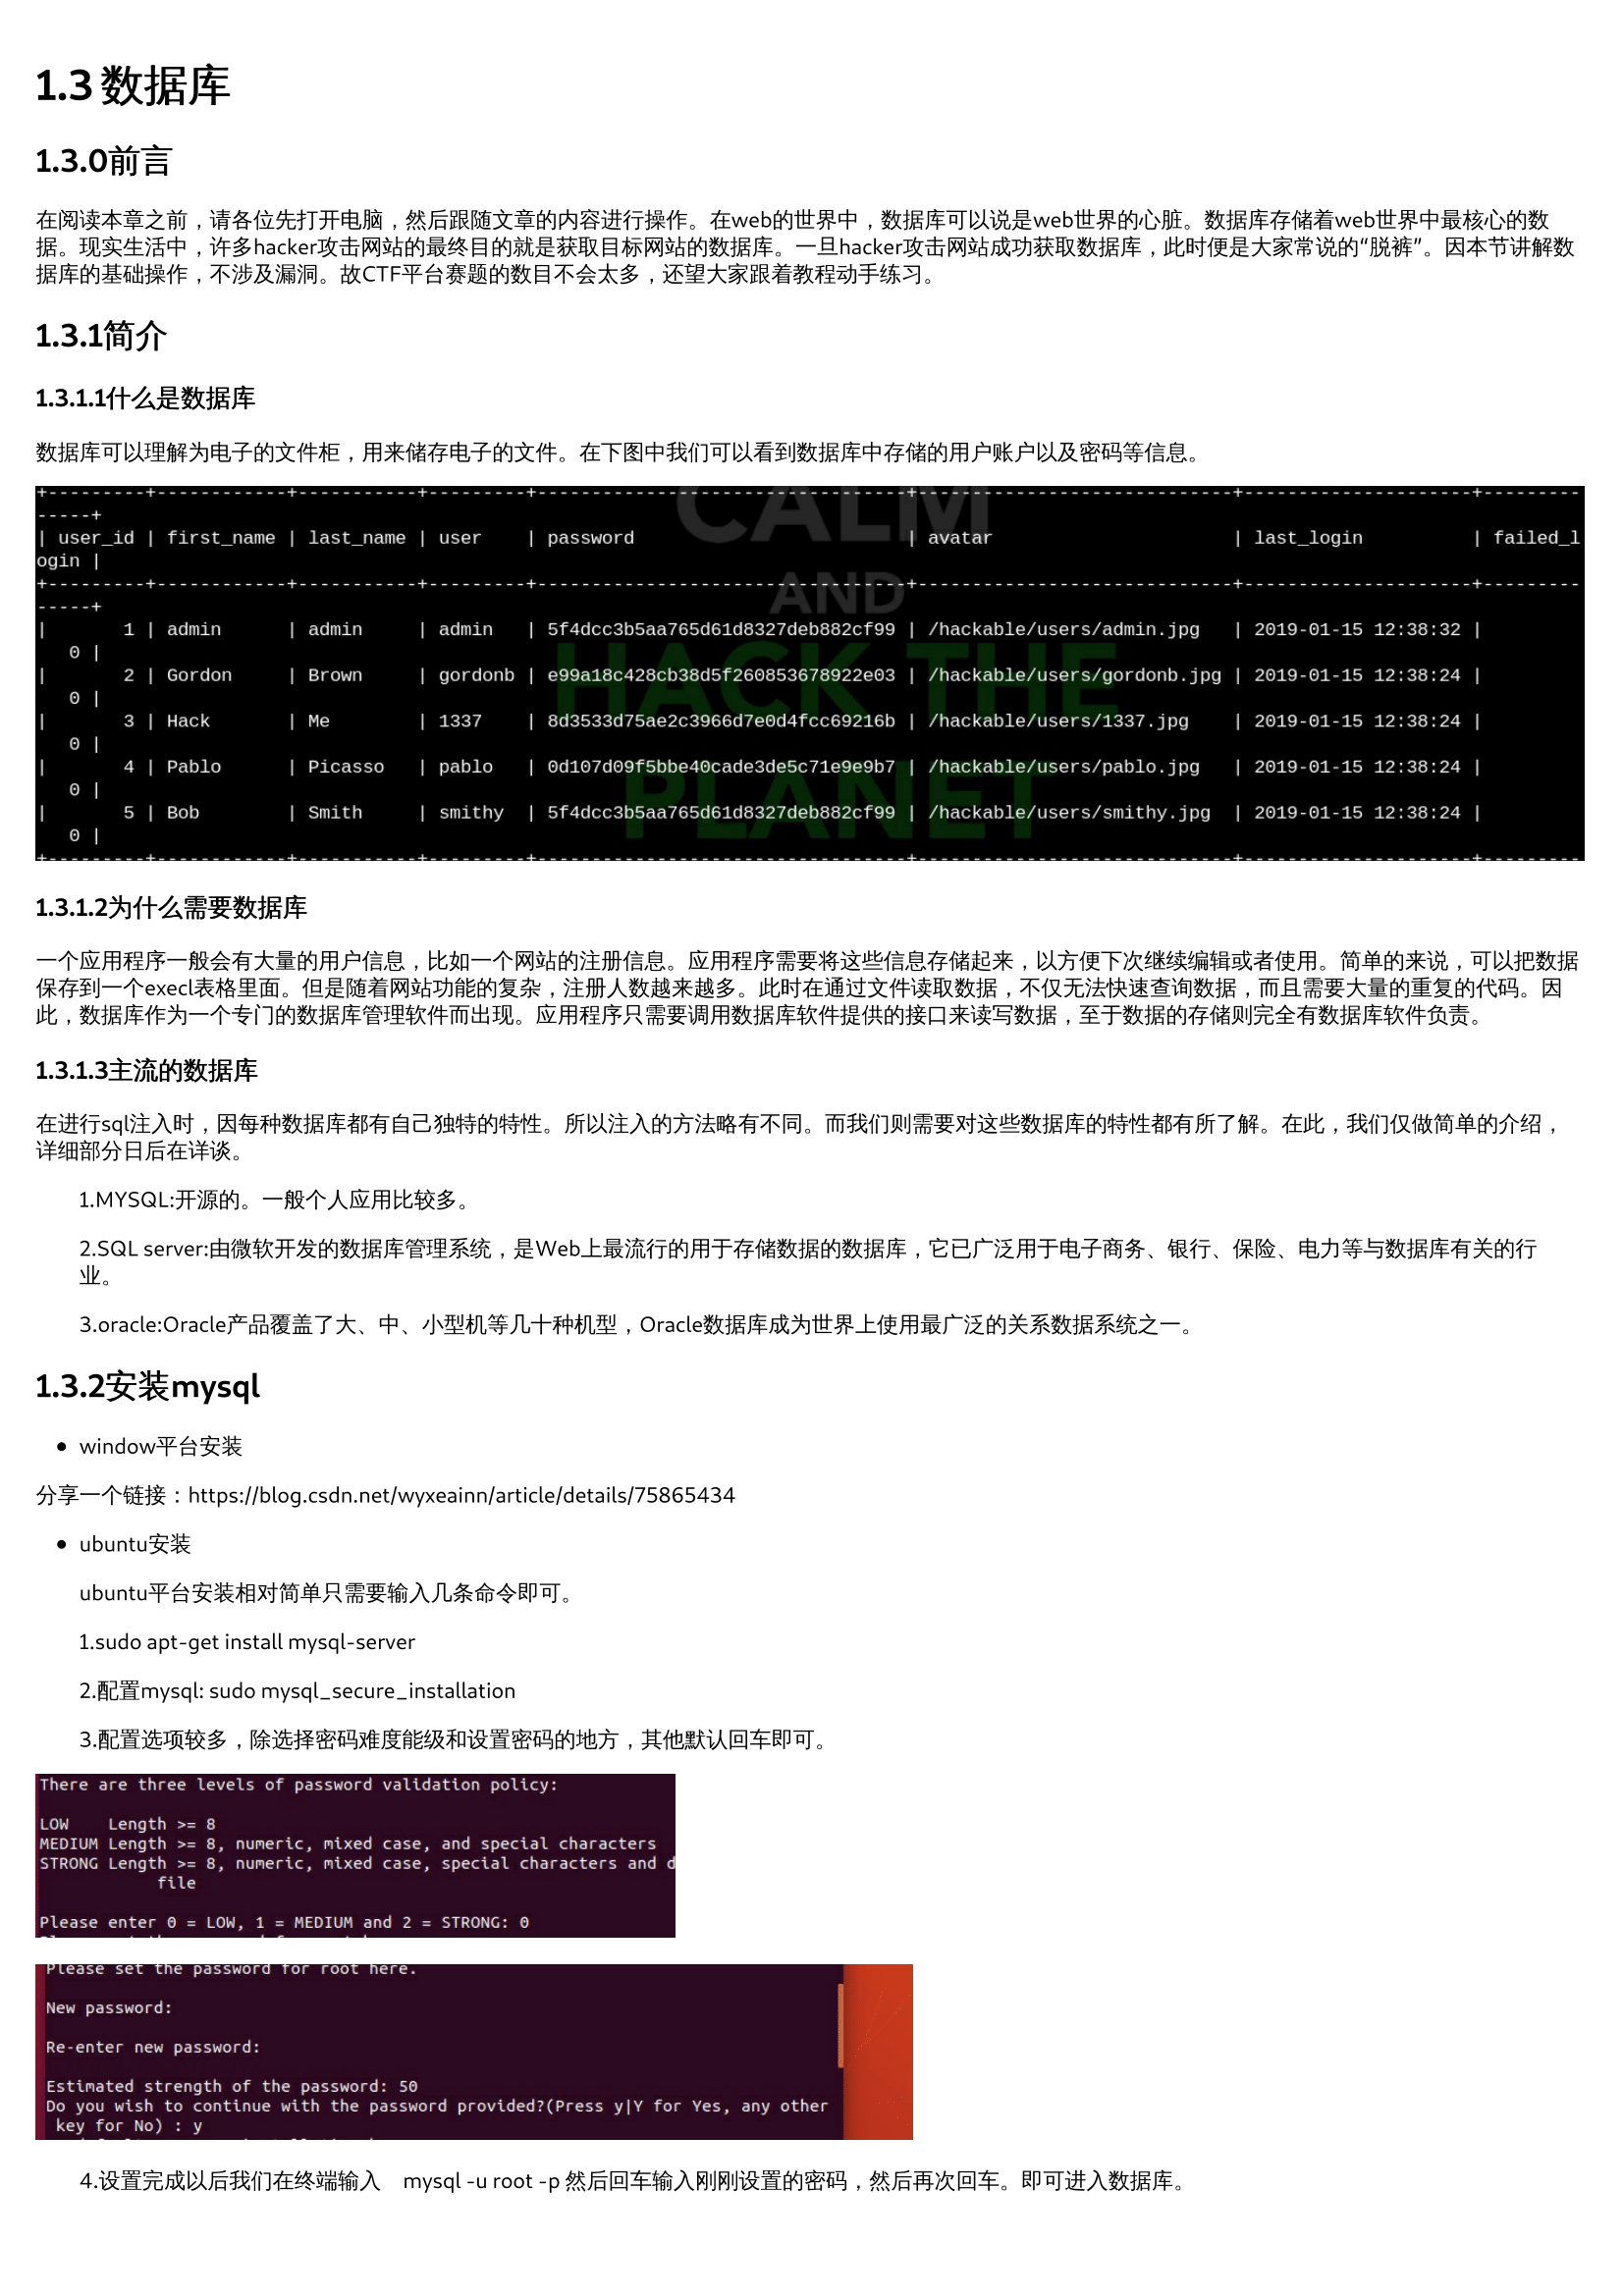 1.3 数据库
1.3.0前言
在阅读本章之前，请各位先打开电脑，然后跟随文章的内容进行操作。在web的世界中，数据库可以说是web世界的心脏。数据库存储着web世界中最核心的数
据。现实生活中，许多hacker攻击网站的最终目的就是获取目标网站的数据库。一旦hacker攻击网站成功获取数据库，此时便是大家常说的“脱裤”。因本节讲解数
据库的基础操作，不涉及漏洞。故CTF平台赛题的数目不会太多，还望大家跟着教程动手练习。
1.3.1简介
1.3.1.1什么是数据库
数据库可以理解为电子的文件柜，用来储存电子的文件。在下图中我们可以看到数据库中存储的用户账户以及密码等信息。
CALM
AND
HACK THE
PLANET
+---------+------------+-----------+---------+----------------------------------+-----------------------------+---------------------+---------
-----+
| user_id | first_name | last_name | user    | password                         | avatar                      | last_login          | failed_l
ogin |
+---------+------------+-----------+---------+----------------------------------+-----------------------------+---------------------+---------
-----+
|       1 | admin      | admin     | admin   | 5f4dcc3b5aa765d61d8327deb882cf99 | /hackable/users/admin.jpg   | 2019-01-15 12:38:32 |
   0 |
|       2 | Gordon     | Brown     | gordonb | e99a18c428cb38d5f260853678922e03 | /hackable/users/gordonb.jpg | 2019-01-15 12:38:24 |
   0 |
|       3 | Hack       | Me        | 1337    | 8d3533d75ae2c3966d7e0d4fcc69216b | /hackable/users/1337.jpg    | 2019-01-15 12:38:24 |
   0 |
|       4 | Pablo      | Picasso   | pablo   | 0d107d09f5bbe40cade3de5c71e9e9b7 | /hackable/users/pablo.jpg   | 2019-01-15 12:38:24 |
   0 |
|       5 | Bob        | Smith     | smithy  | 5f4dcc3b5aa765d61d8327deb882cf99 | /hackable/users/smithy.jpg  | 2019-01-15 12:38:24 |
   0 |
+---------+------------+-----------+---------+----------------------------------+-----------------------------+---------------------+---------
1.3.1.2为什么需要数据库
一个应用程序一般会有大量的用户信息，比如一个网站的注册信息。应用程序需要将这些信息存储起来，以方便下次继续编辑或者使用。简单的来说，可以把数据
保存到一个execl表格里面。但是随着网站功能的复杂，注册人数越来越多。此时在通过文件读取数据，不仅无法快速查询数据，而且需要大量的重复的代码。因
此，数据库作为一个专门的数据库管理软件而出现。应用程序只需要调用数据库软件提供的接口来读写数据，至于数据的存储则完全有数据库软件负责。
1.3.1.3主流的数据库
在进行sql注入时，因每种数据库都有自己独特的特性。所以注入的方法略有不同。而我们则需要对这些数据库的特性都有所了解。在此，我们仅做简单的介绍，
详细部分日后在详谈。
1.MYSQL:开源的。一般个人应用比较多。
2.SQL server:由微软开发的数据库管理系统，是Web上最流行的用于存储数据的数据库，它已广泛用于电子商务、银行、保险、电力等与数据库有关的行
业。
3.oracle:Oracle产品覆盖了大、中、小型机等几十种机型，Oracle数据库成为世界上使用最广泛的关系数据系统之一。
1.3.2安装mysql
• window平台安装
分享一个链接：https://blog.csdn.net/wyxeainn/article/details/75865434
• ubuntu安装
ubuntu平台安装相对简单只需要输入几条命令即可。
1.sudo apt-get install mysql-server
2.配置mysql: sudo mysql_secure_installation
3.配置选项较多，除选择密码难度能级和设置密码的地方，其他默认回车即可。
There are three levels of password validation policy:
LOW    Length >= 8
MEDIUM Length >= 8, numeric, mixed case, and special characters
STRONG Length >= 8, numeric, mixed case, special characters and d
file
Please enter 0 = LOW, 1 = MEDIUM and 2 = STRONG: 0
Please set the password for root here.
New password:
Re-enter new password:
Estimated strength of the password: 50
Do you wish to continue with the password provided?(Press y|Y for Yes, any other
key for No) : y
4.设置完成以后我们在终端输入　mysql -u root -p 然后回车输入刚刚设置的密码，然后再次回车。即可进入数据库。